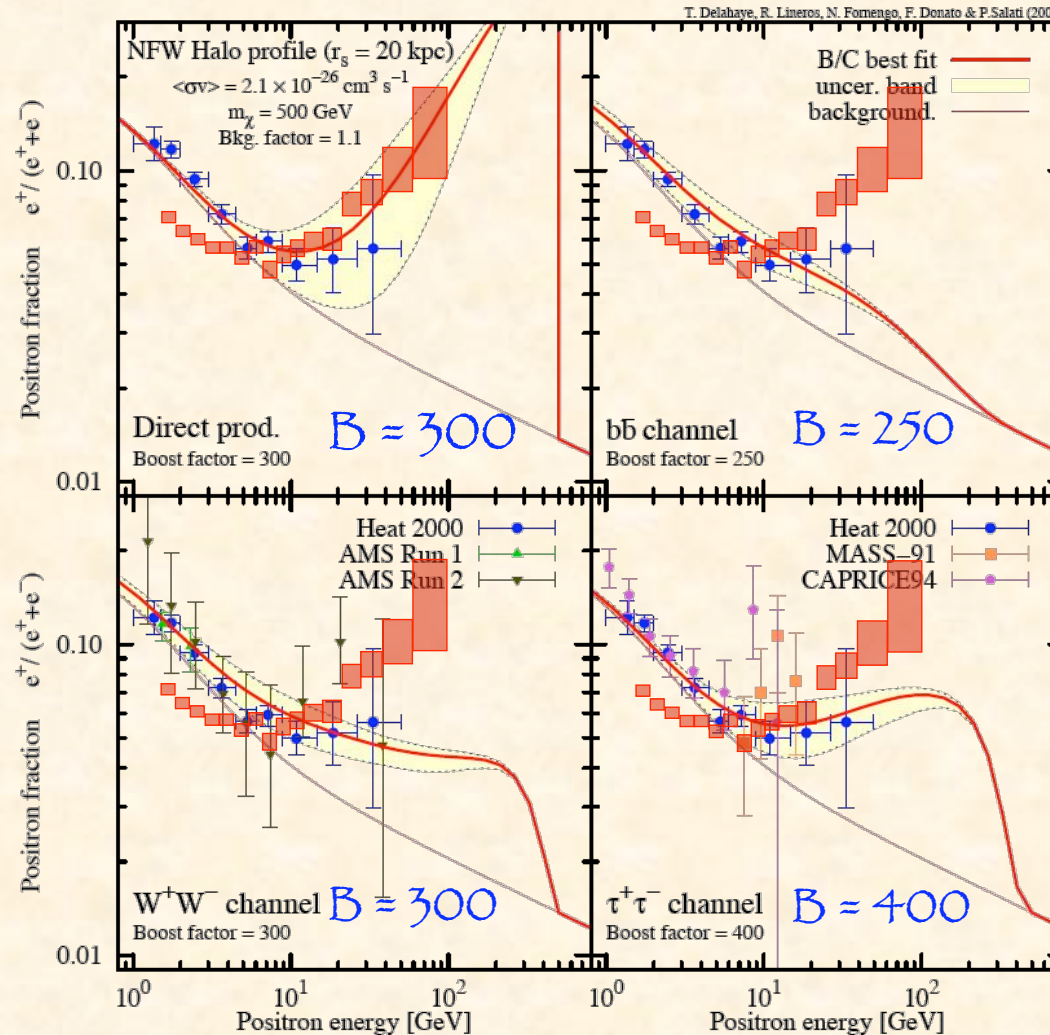 T. Delahaye, R. Lineros, N. Fornengo, F. Donato & P.Salati (200
NFW Halo profile (rₛ = 20 kpc)
<σv> = 2.1 × 10⁻²⁶ cm³ s⁻¹
m_χ = 500 GeV
Bkg. factor = 1.1
B/C best fit
uncer. band
background.
Positron fraction e⁺/(e⁺+e⁻)
0.10
0.01
Direct prod.
Boost factor = 300
B = 300
bb̄ channel
Boost factor = 250
B = 250
Heat 2000
AMS Run 1
AMS Run 2
Heat 2000
MASS−91
CAPRICE94
Positron fraction e⁺/(e⁺+e⁻)
0.10
0.01
W⁺W⁻ channel
Boost factor = 300
B = 300
τ⁺τ⁻ channel
Boost factor = 400
B = 400
10⁰ 10¹ 10² 10⁰ 10¹ 10²
Positron energy [GeV] Positron energy [GeV]